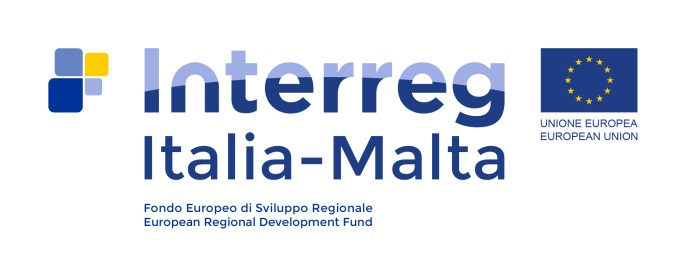 Interreg
Italia-Malta
Fondo Europeo di Sviluppo Regionale
European Regional Development Fund
UNIONE EUROPEA
EUROPEAN UNION